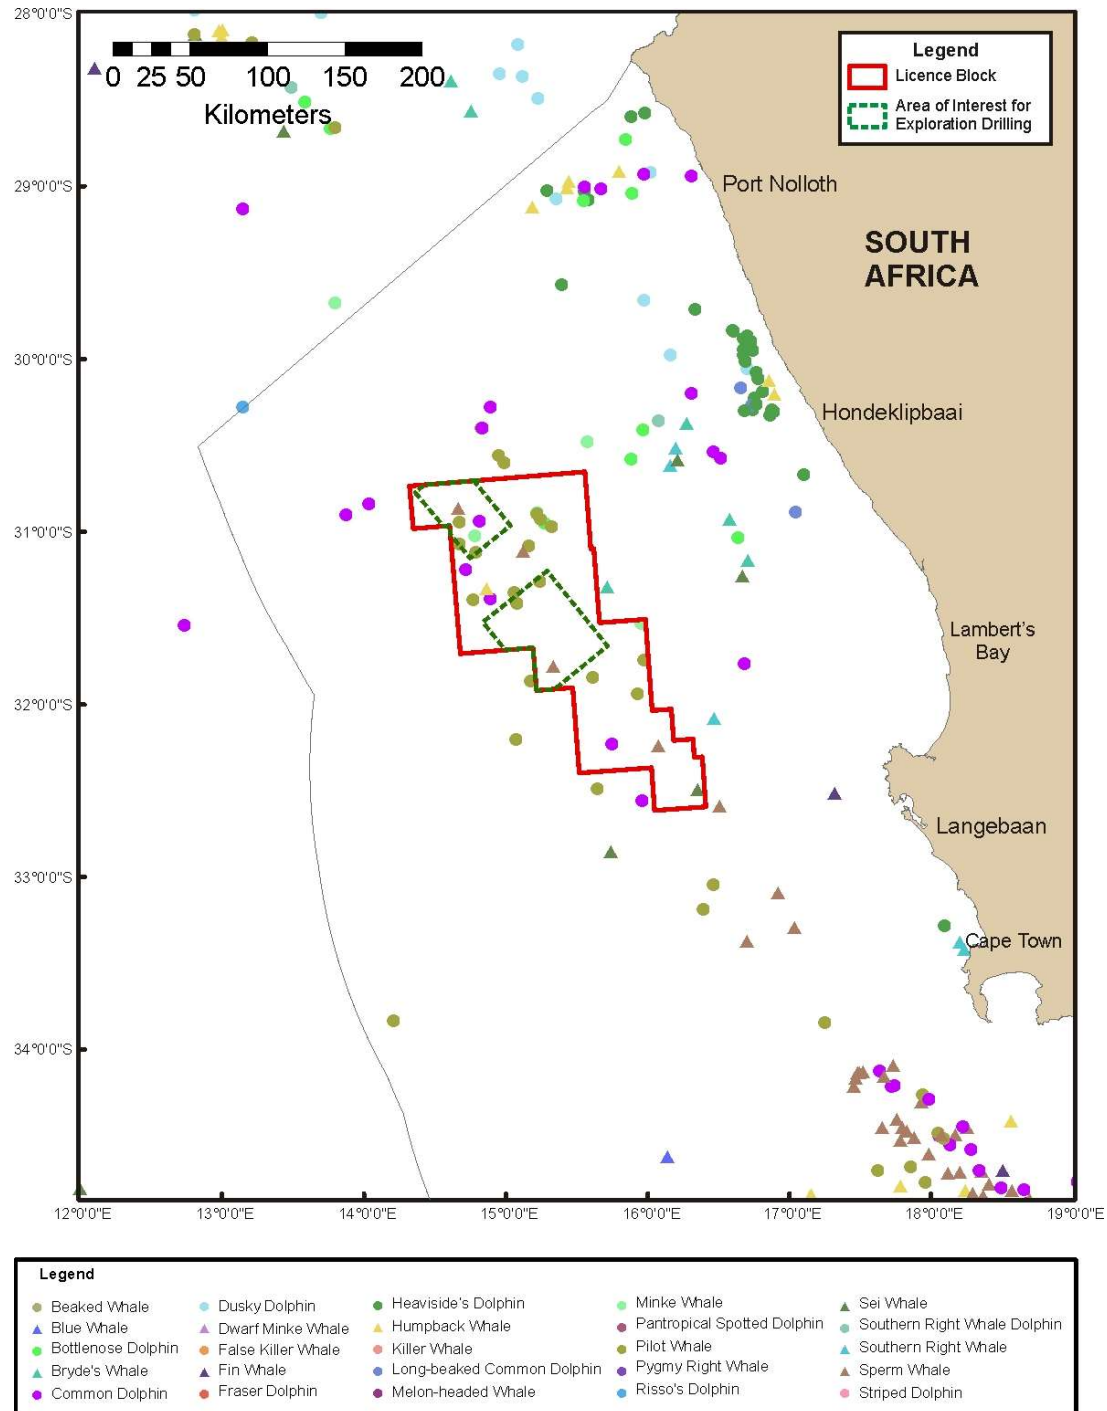 28°0'0"S
0 25 50 100 150 200
Kilometers
Legend
Licence Block
Area of Interest for
Exploration Drilling
29°0'0"S
Port Nolloth
SOUTH
AFRICA
30°0'0"S
Hondeklipbaai
31°0'0"S
Lambert's
Bay
32°0'0"S
Langebaan
33°0'0"S
Cape Town
34°0'0"S
12°0'0"E 13°0'0"E 14°0'0"E 15°0'0"E 16°0'0"E 17°0'0"E 18°0'0"E 19°0'0"E
Legend
Beaked Whale
Blue Whale
Bottlenose Dolphin
Bryde's Whale
Common Dolphin
Dusky Dolphin
Dwarf Minke Whale
False Killer Whale
Fin Whale
Fraser Dolphin
Heaviside's Dolphin
Humpback Whale
Killer Whale
Long-beaked Common Dolphin
Melon-headed Whale
Minke Whale
Pantropical Spotted Dolphin
Pilot Whale
Pygmy Right Whale
Risso's Dolphin
Sei Whale
Southern Right Whale Dolphin
Southern Right Whale
Sperm Whale
Striped Dolphin